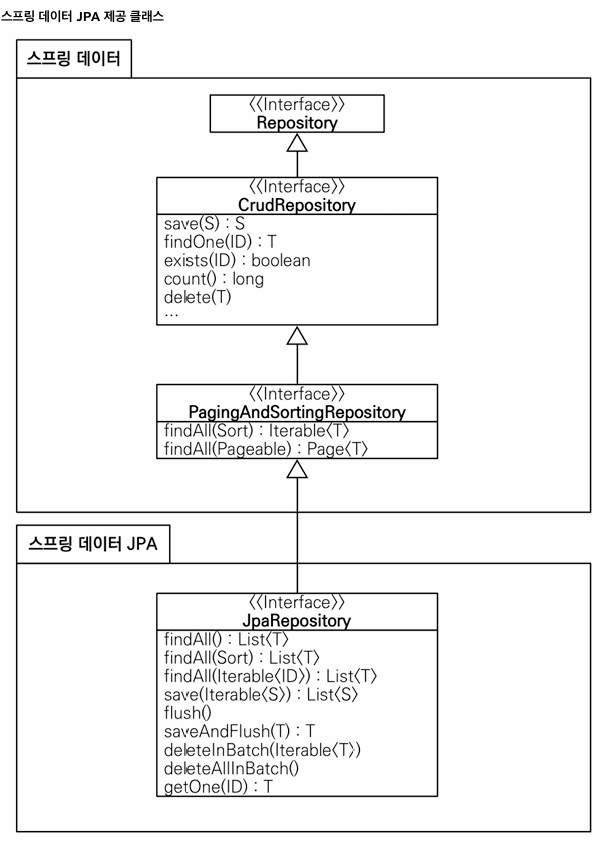 스프링 데이터 JPA 제공 클래스
스프링 데이터
<<Interface>>
Repository
<<Interface>>
CrudRepository
save(S) : S
findOne(ID) : T
exists(ID) : boolean
count() : long
delete(T)
...
<<Interface>>
PagingAndSortingRepository
findAll(Sort) : Iterable<T>
findAll(Pageable) : Page<T>
스프링 데이터 JPA
<<Interface>>
JpaRepository
findAll() : List<T>
findAll(Sort) : List<T>
findAll(Iterable<ID>) : List<T>
save(Iterable<S>) : List<S>
flush()
saveAndFlush(T) : T
deleteInBatch(Iterable<T>)
deleteAllInBatch()
getOne(ID) : T